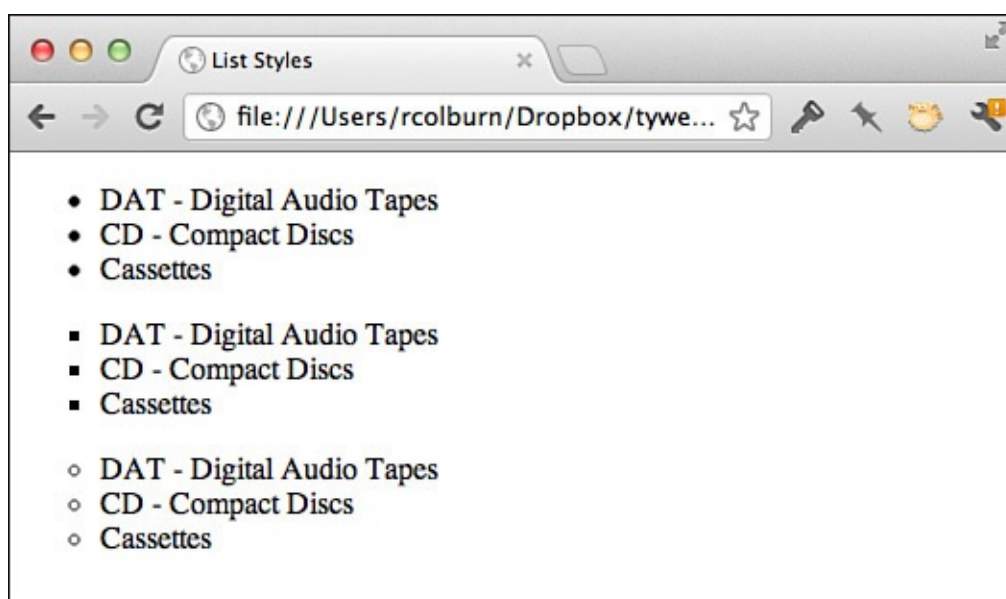 List Styles
file:///Users/rcolburn/Dropbox/tywe...
DAT - Digital Audio Tapes
CD - Compact Discs
Cassettes
DAT - Digital Audio Tapes
CD - Compact Discs
Cassettes
DAT - Digital Audio Tapes
CD - Compact Discs
Cassettes